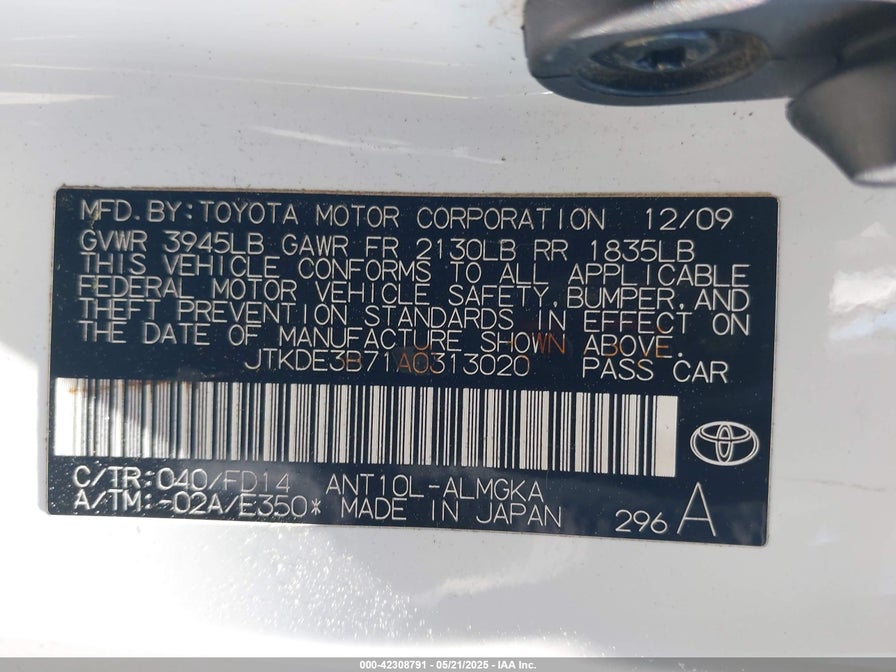 MFD. BY: TOYOTA MOTOR CORPORATION 12/09
GVWR 3945LB GAWR FR 2130LB RR 1835LB
THIS VEHICLE CONFORMS TO ALL APPLICABLE
FEDERAL MOTOR VEHICLE SAFETY, BUMPER, AND
THEFT PREVENTION STANDARDS IN EFFECT ON
THE DATE OF MANUFACTURE SHOWN ABOVE.
JTKDE3B71A0313020 PASS CAR
C/TR: 040/FD14 ANT10L-ALMGKA
A/TM: -02A/E350* MADE IN JAPAN 296 A
000-42308791 - 05/21/2025 - IAA Inc.